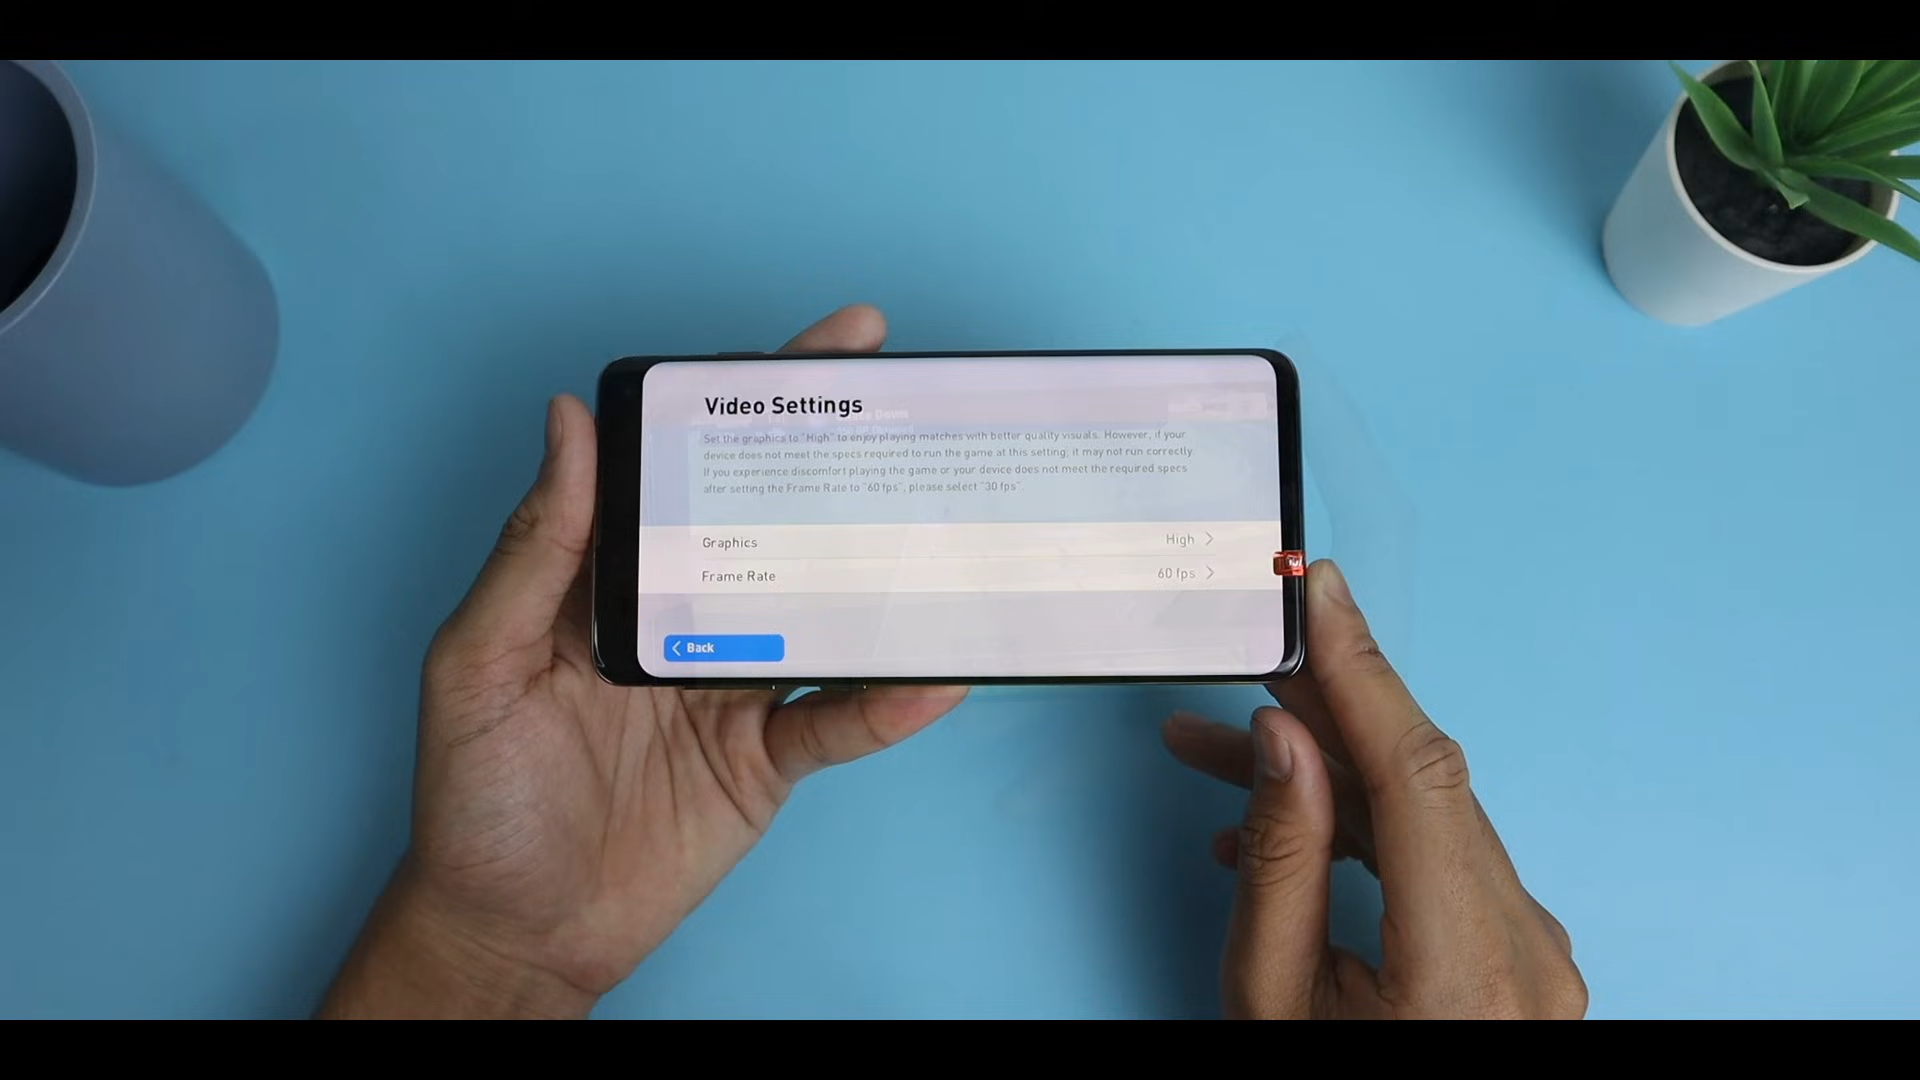 Video Settings
Set the graphics to "High" to enjoy playing matches with better quality visuals. However, if your
device does not meet the specs required to run the game at this setting, it may not run correctly.
If you experience discomfort playing the game or your device does not meet the required specs
after setting the Frame Rate to "60 fps", please select "30 fps".
Graphics High
Frame Rate 60 fps
Back